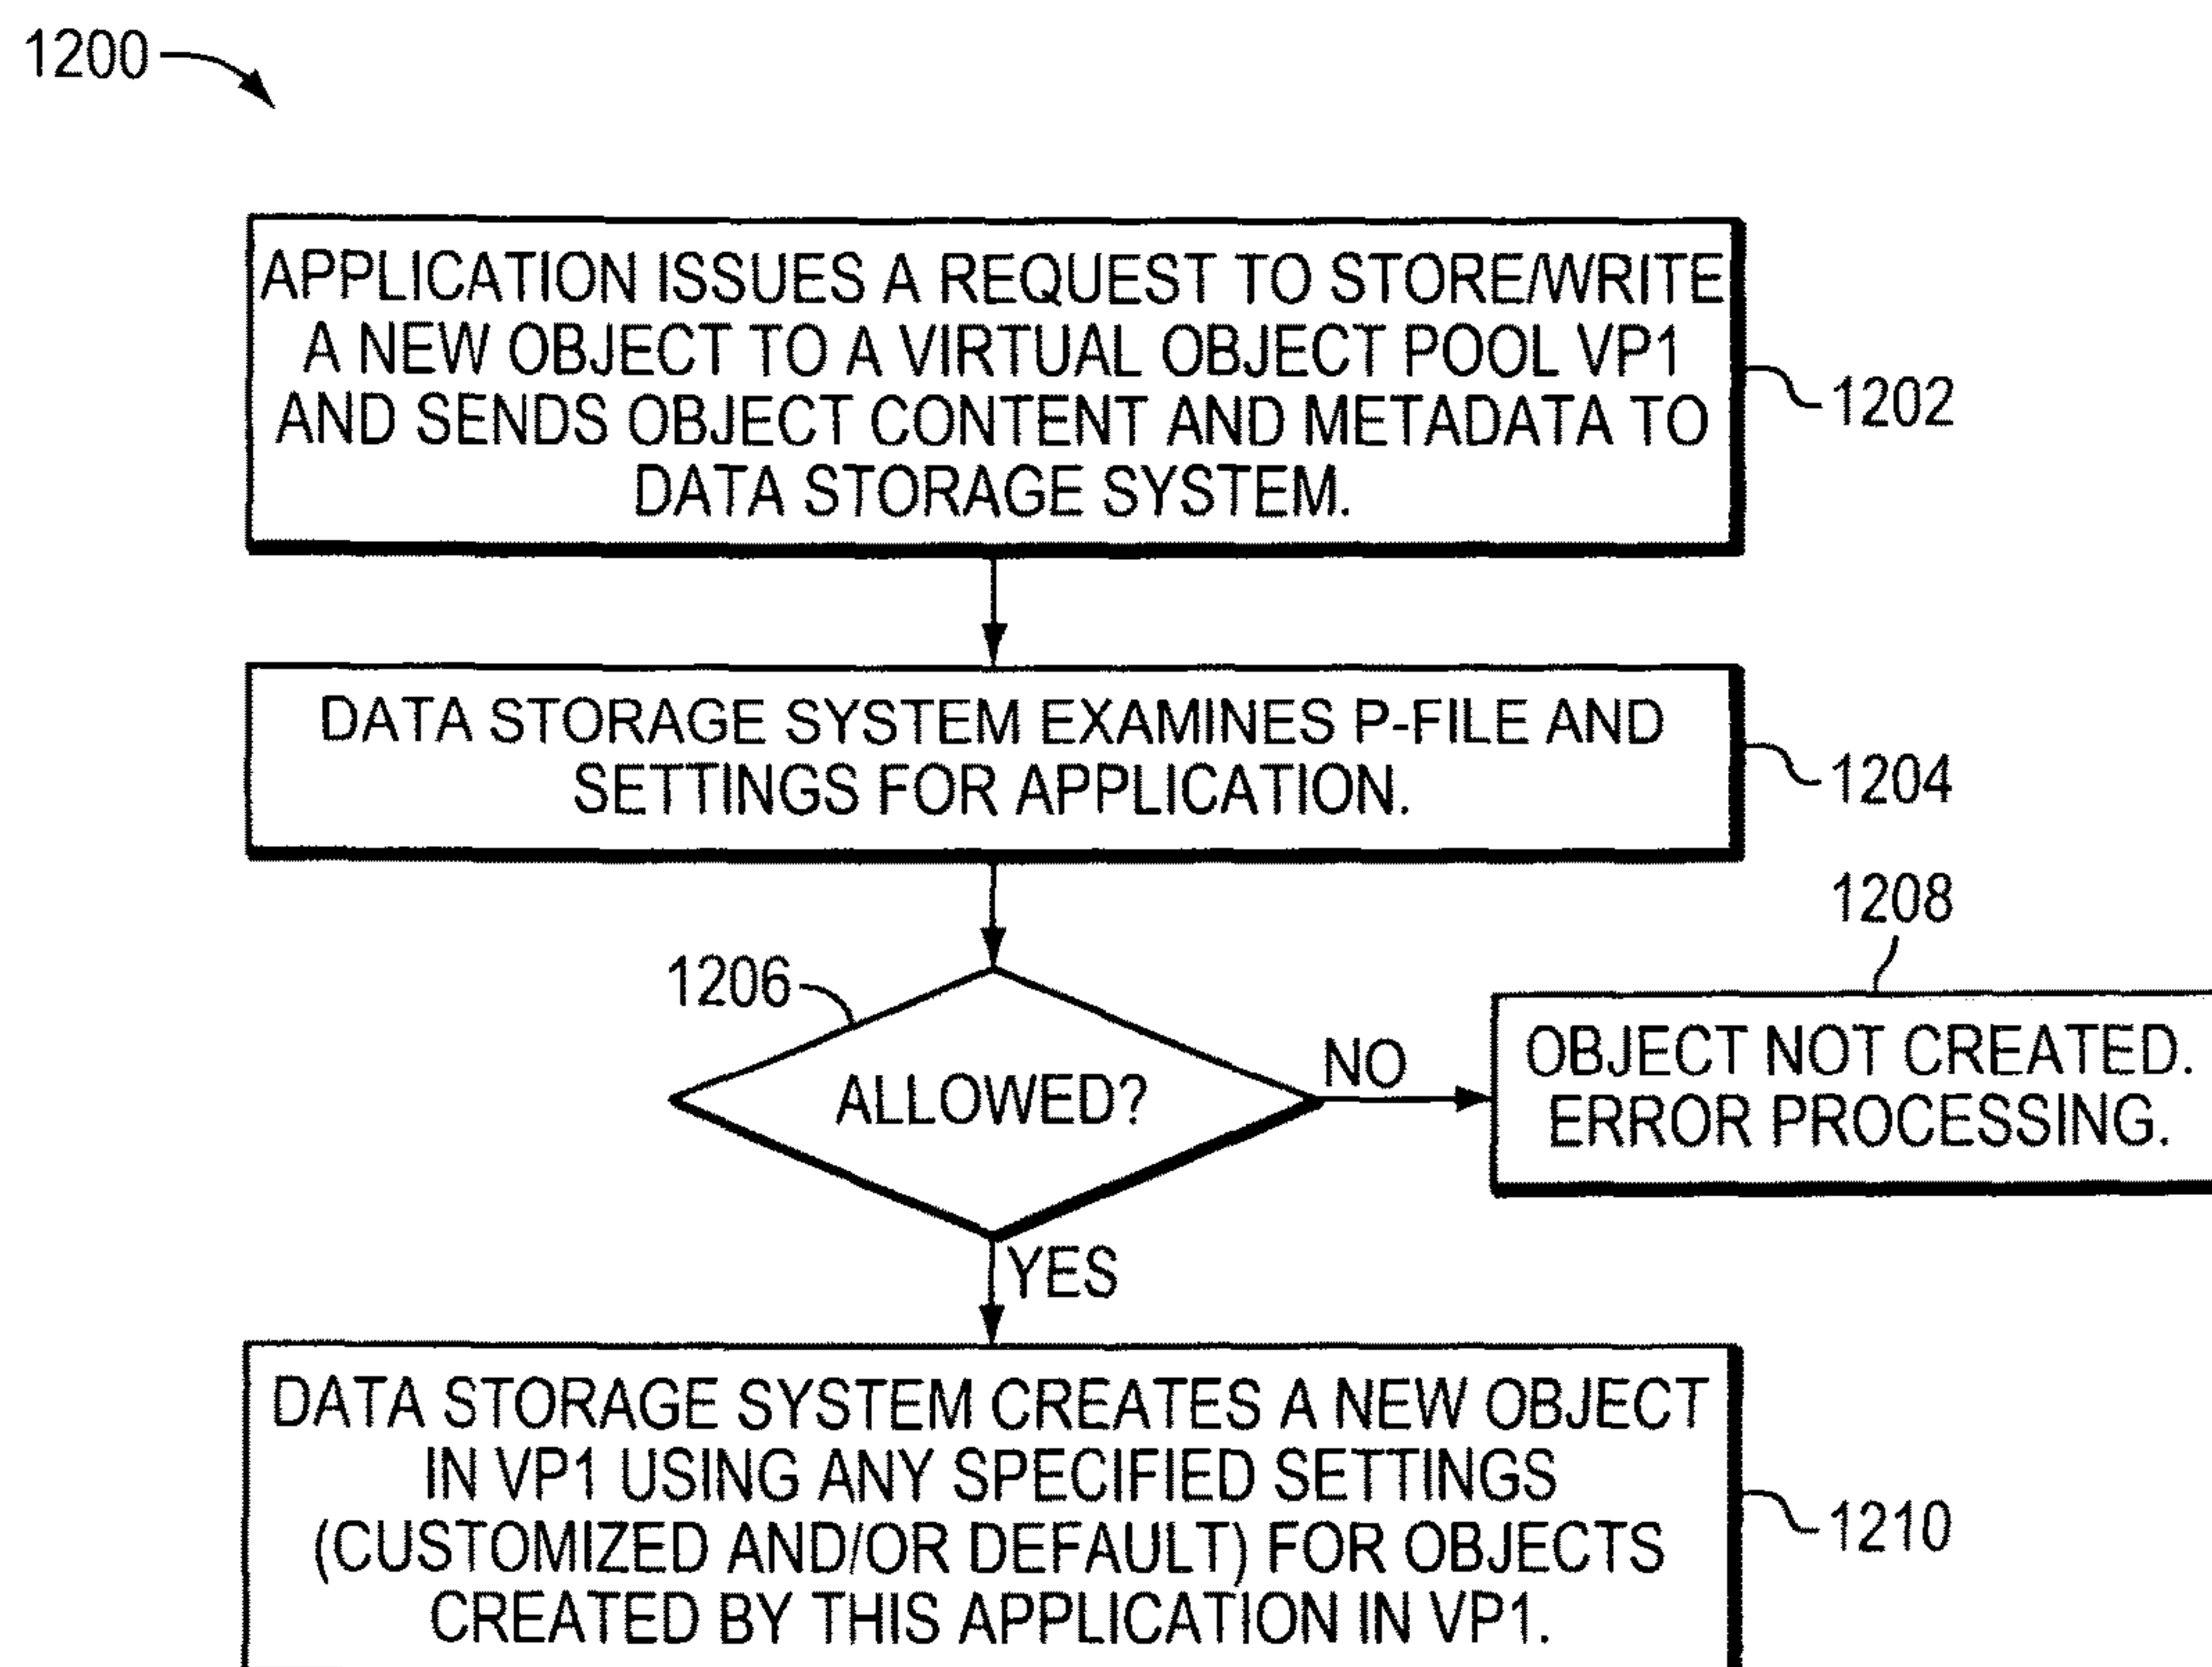 1200
APPLICATION ISSUES A REQUEST TO STORE/WRITE
A NEW OBJECT TO A VIRTUAL OBJECT POOL VP1
AND SENDS OBJECT CONTENT AND METADATA TO
DATA STORAGE SYSTEM.
1202
DATA STORAGE SYSTEM EXAMINES P-FILE AND
SETTINGS FOR APPLICATION.
1204
1206
ALLOWED?
NO
1208
OBJECT NOT CREATED.
ERROR PROCESSING.
YES
DATA STORAGE SYSTEM CREATES A NEW OBJECT
IN VP1 USING ANY SPECIFIED SETTINGS
(CUSTOMIZED AND/OR DEFAULT) FOR OBJECTS
CREATED BY THIS APPLICATION IN VP1.
1210